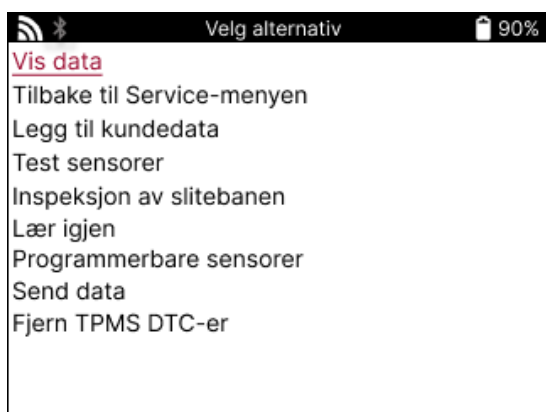 Velg alternativ 90%
Vis data
Tilbake til Service-menyen
Legg til kundedata
Test sensorer
Inspeksjon av slitebanen
Lær igjen
Programmerbare sensorer
Send data
Fjern TPMS DTC-er